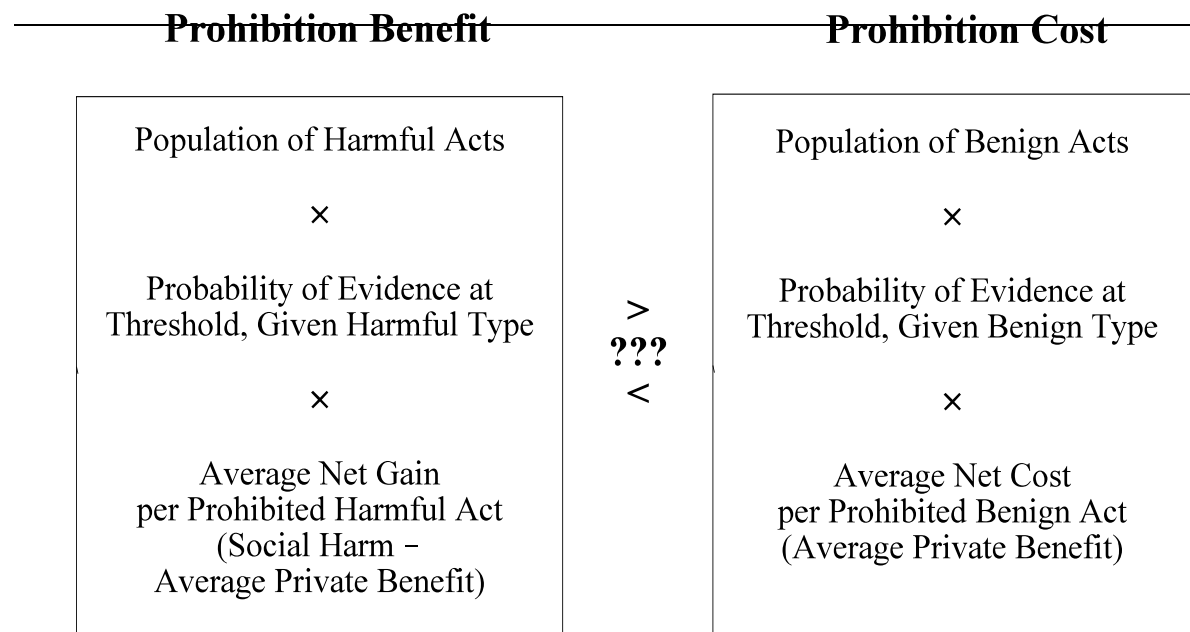 Prohibition Benefit
Population of Harmful Acts
×
Probability of Evidence at
Threshold, Given Harmful Type
×
Average Net Gain
per Prohibited Harmful Act
(Social Harm –
Average Private Benefit)
>
???
<
Prohibition Cost
Population of Benign Acts
×
Probability of Evidence at
Threshold, Given Benign Type
×
Average Net Cost
per Prohibited Benign Act
(Average Private Benefit)